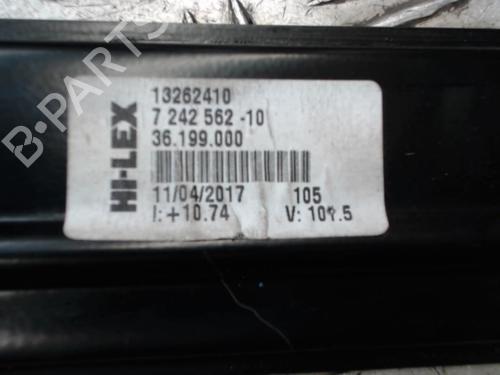 HI-LEX
13262410
7 242 562 -10
36.199.000
11/04/2017 105
I:+10.74
B-PARTS